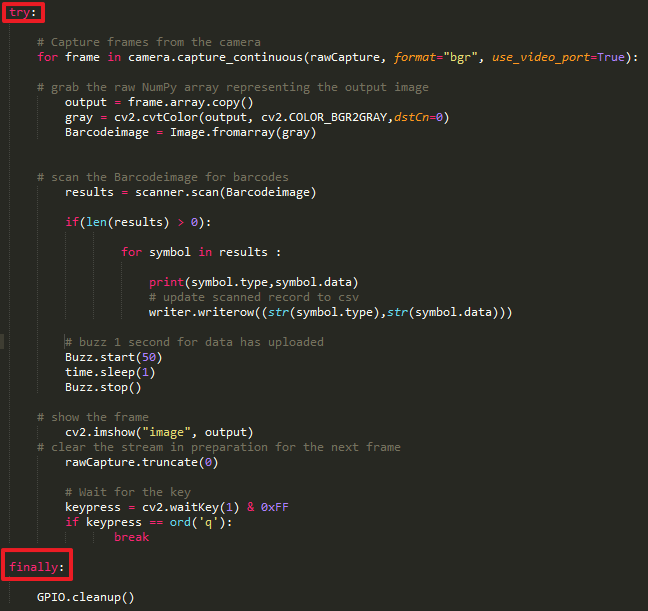 try:
# Capture frames from the camera
for frame in camera.capture_continuous(rawCapture, format="bgr", use_video_port=True):
# grab the raw NumPy array representing the output image
output = frame.array.copy()
gray = cv2.cvtColor(output, cv2.COLOR_BGR2GRAY,dstCn=0)
Barcodeimage = Image.fromarray(gray)
# scan the Barcodeimage for barcodes
results = scanner.scan(Barcodeimage)
if(len(results) > 0):
for symbol in results :
print(symbol.type,symbol.data)
# update scanned record to csv
writer.writerow((str(symbol.type),str(symbol.data)))
# buzz 1 second for data has uploaded
Buzz.start(50)
time.sleep(1)
Buzz.stop()
# show the frame
cv2.imshow("image", output)
# clear the stream in preparation for the next frame
rawCapture.truncate(0)
# Wait for the key
keypress = cv2.waitKey(1) & 0xFF
if keypress == ord('q'):
break
finally:
GPIO.cleanup()